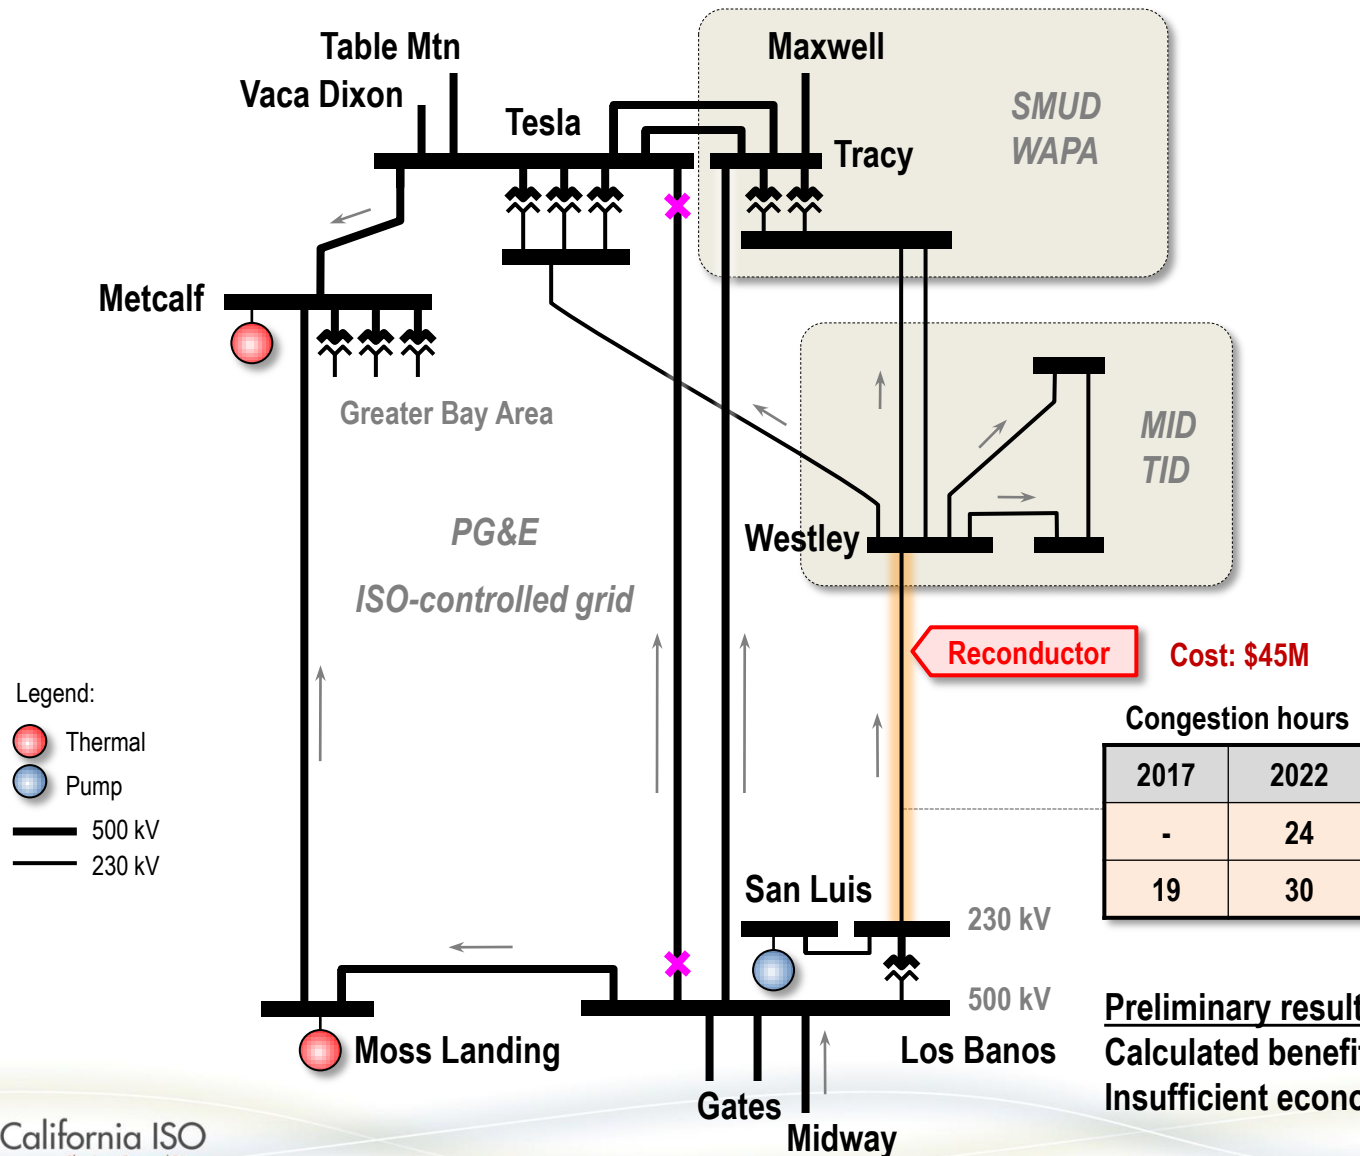 Table Mtn
Maxwell
Vaca Dixon
SMUD
WAPA
Tesla
Tracy
Metcalf
Greater Bay Area
MID
TID
PG&E
Westley
ISO-controlled grid
Reconductor
Cost: $45M
Legend:
Thermal
Pump
500 kV
230 kV
Congestion hours
2017 2022
- 24
19 30
San Luis
230 kV
500 kV
Moss Landing
Los Banos
Preliminary result
Calculated benefit
Insufficient econo
Gates
Midway
California ISO